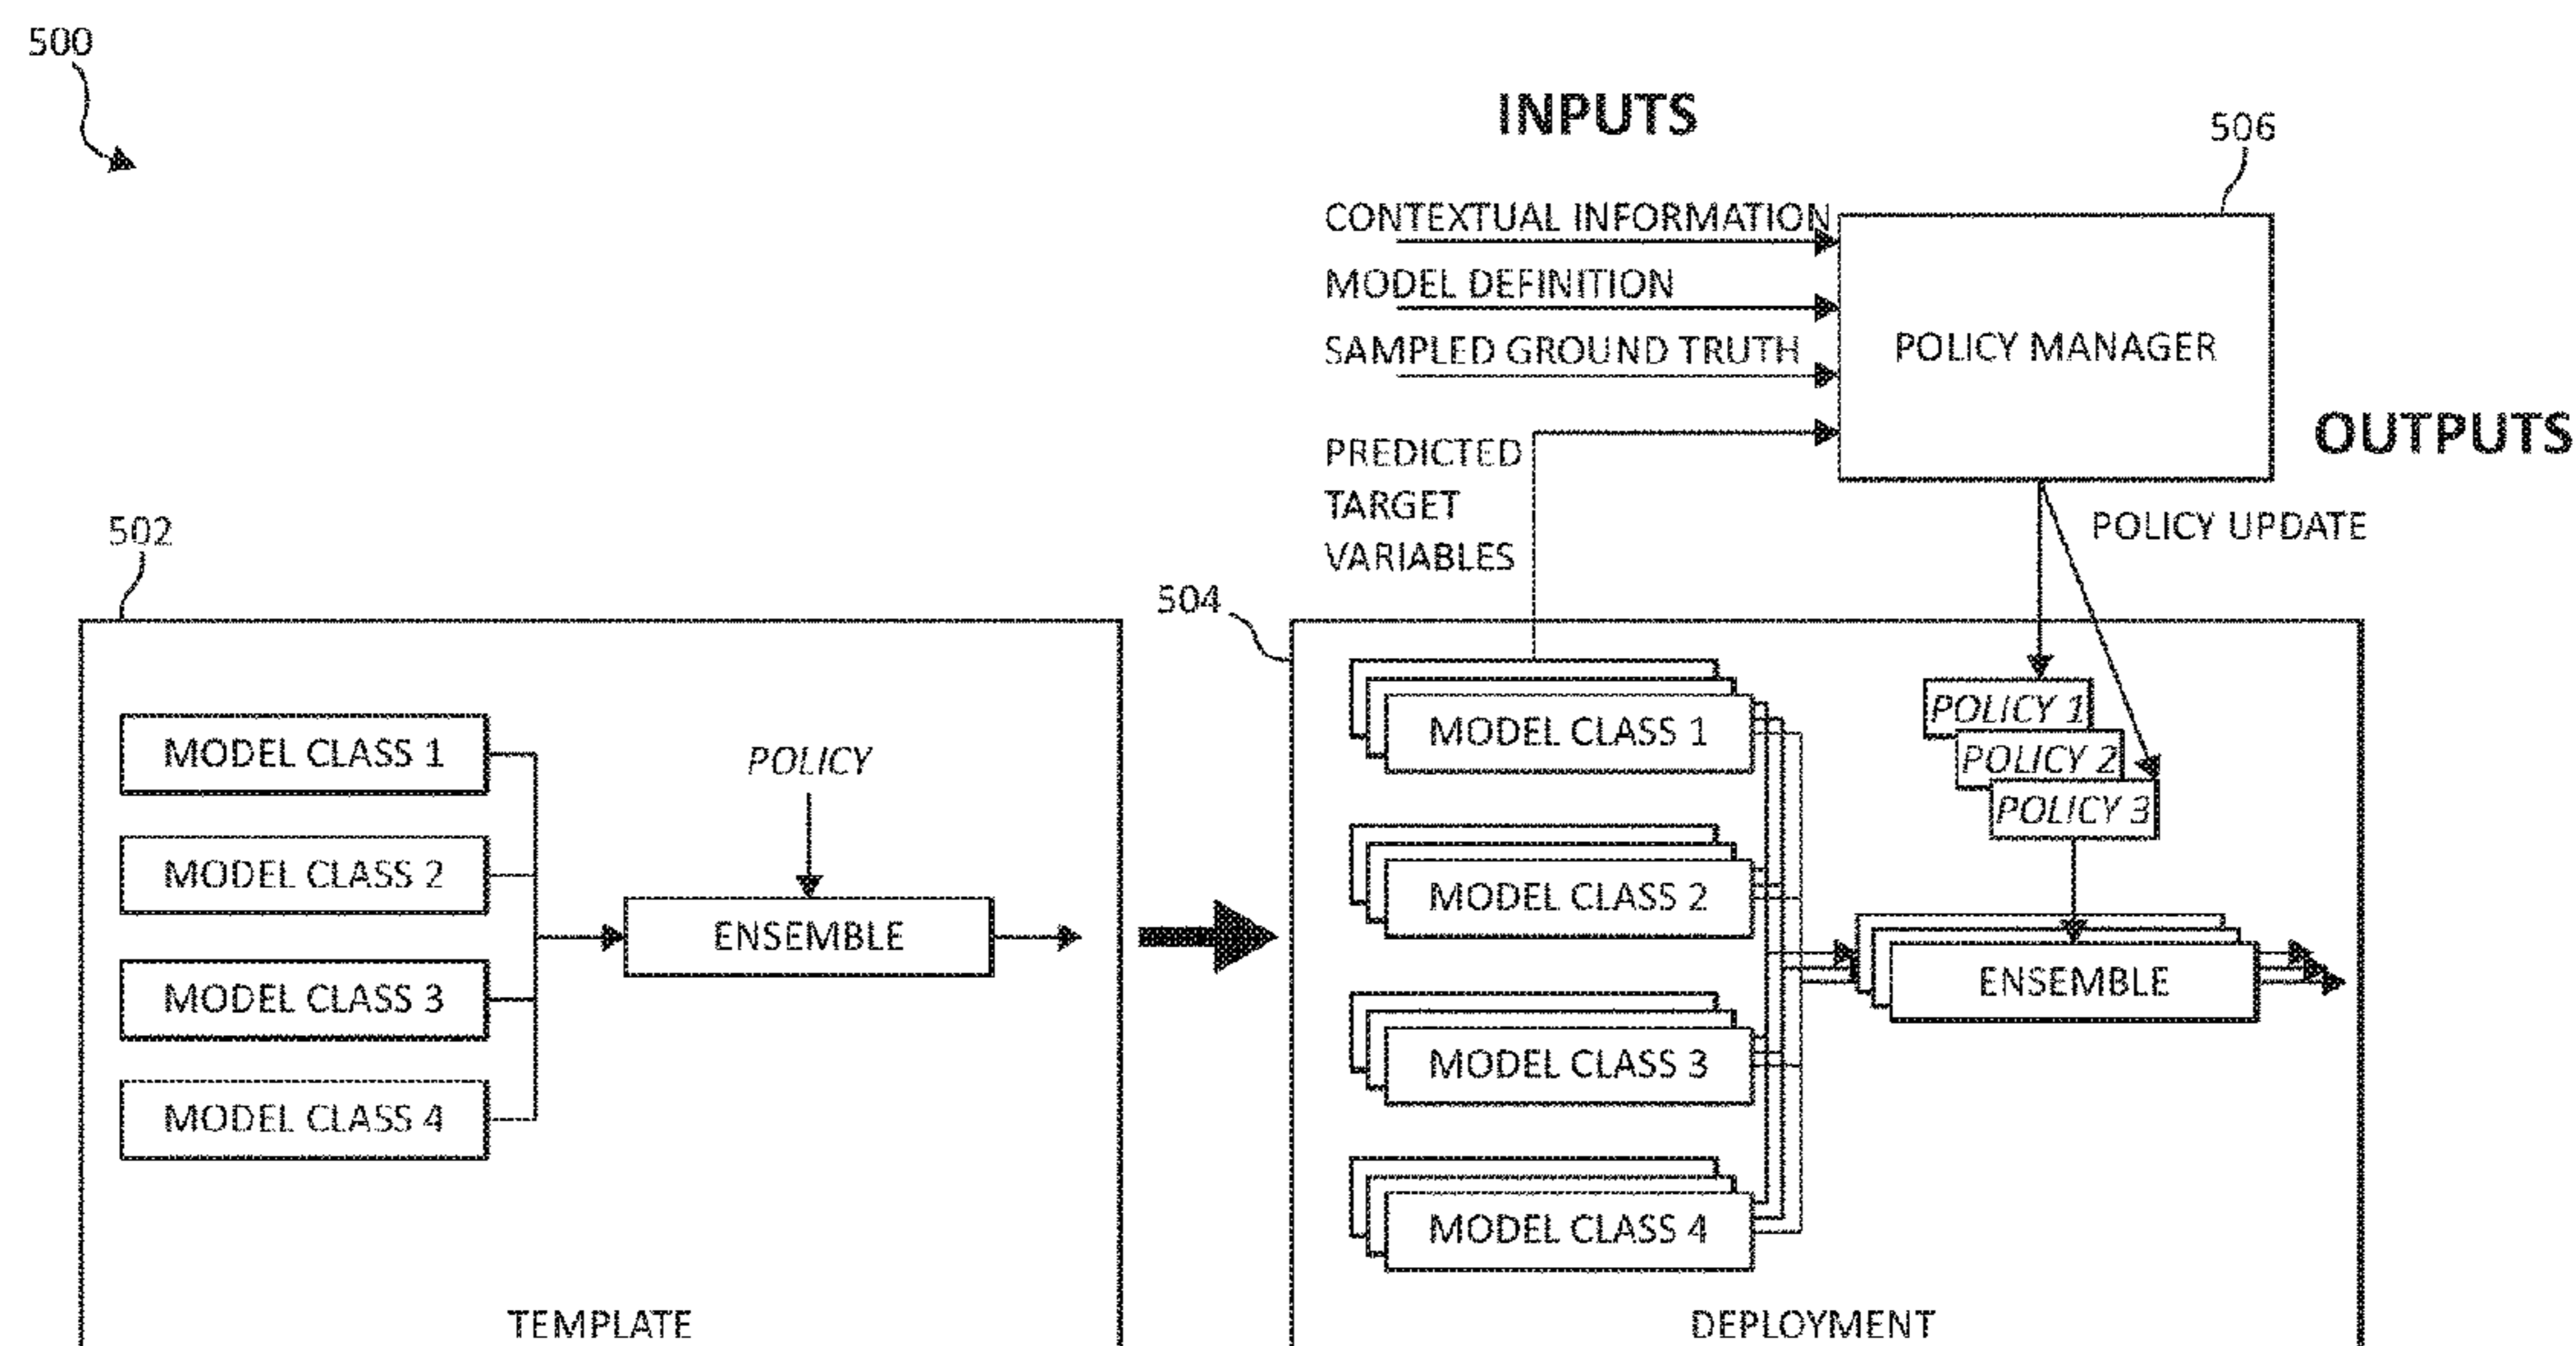 500
INPUTS
506
CONTEXTUAL INFORMATION
MODEL DEFINITION
SAMPLED GROUND TRUTH
POLICY MANAGER
OUTPUTS
PREDICTED
TARGET
VARIABLES
POLICY UPDATE
502
504
MODEL CLASS 1
MODEL CLASS 2
MODEL CLASS 3
MODEL CLASS 4
POLICY
ENSEMBLE
TEMPLATE
MODEL CLASS 1
MODEL CLASS 2
MODEL CLASS 3
MODEL CLASS 4
POLICY 1
POLICY 2
POLICY 3
ENSEMBLE
DEPLOYMENT